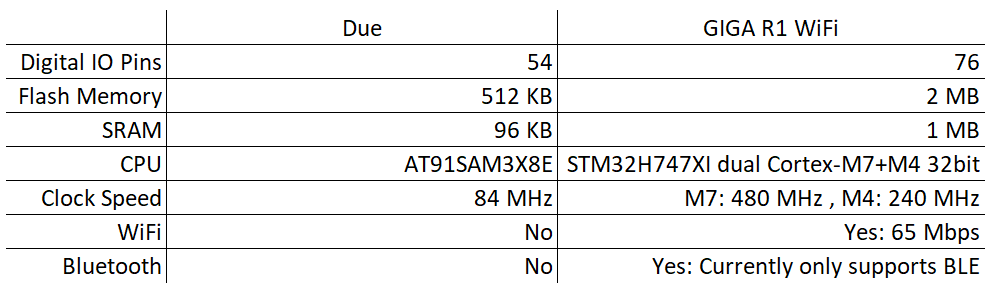 Due GIGA R1 WiFi
Digital IO Pins 54 76
Flash Memory 512 KB 2 MB
SRAM 96 KB 1 MB
CPU AT91SAM3X8E STM32H747XI dual Cortex-M7+M4 32bit
Clock Speed 84 MHz M7: 480 MHz , M4: 240 MHz
WiFi No Yes: 65 Mbps
Bluetooth No Yes: Currently only supports BLE